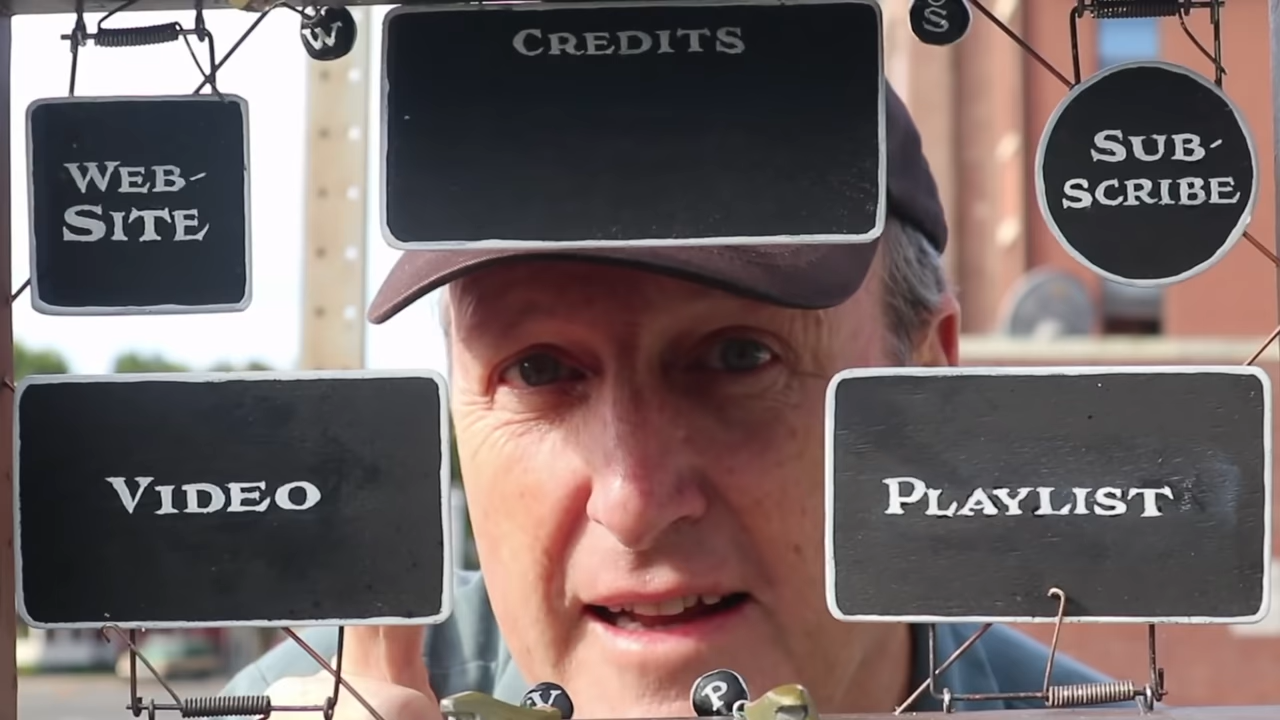 W
CREDITS
S
WEB-
SITE
SUB-
SCRIBE
VIDEO
PLAYLIST
V
P